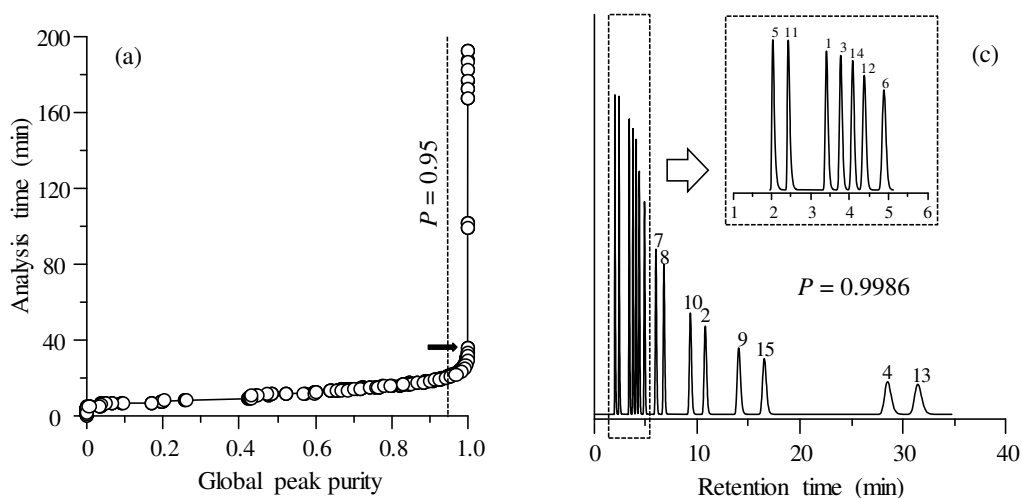 (a)
200
160
120
80
40
0
Analysis time (min)
P = 0.95
0 0.2 0.4 0.6 0.8 1.0
Global peak purity
(c)
5 11 1 3 14 12 6
1 2 3 4 5 6
7
8
10
2
9
15
4
13
P = 0.9986
0 10 20 30 40
Retention time (min)